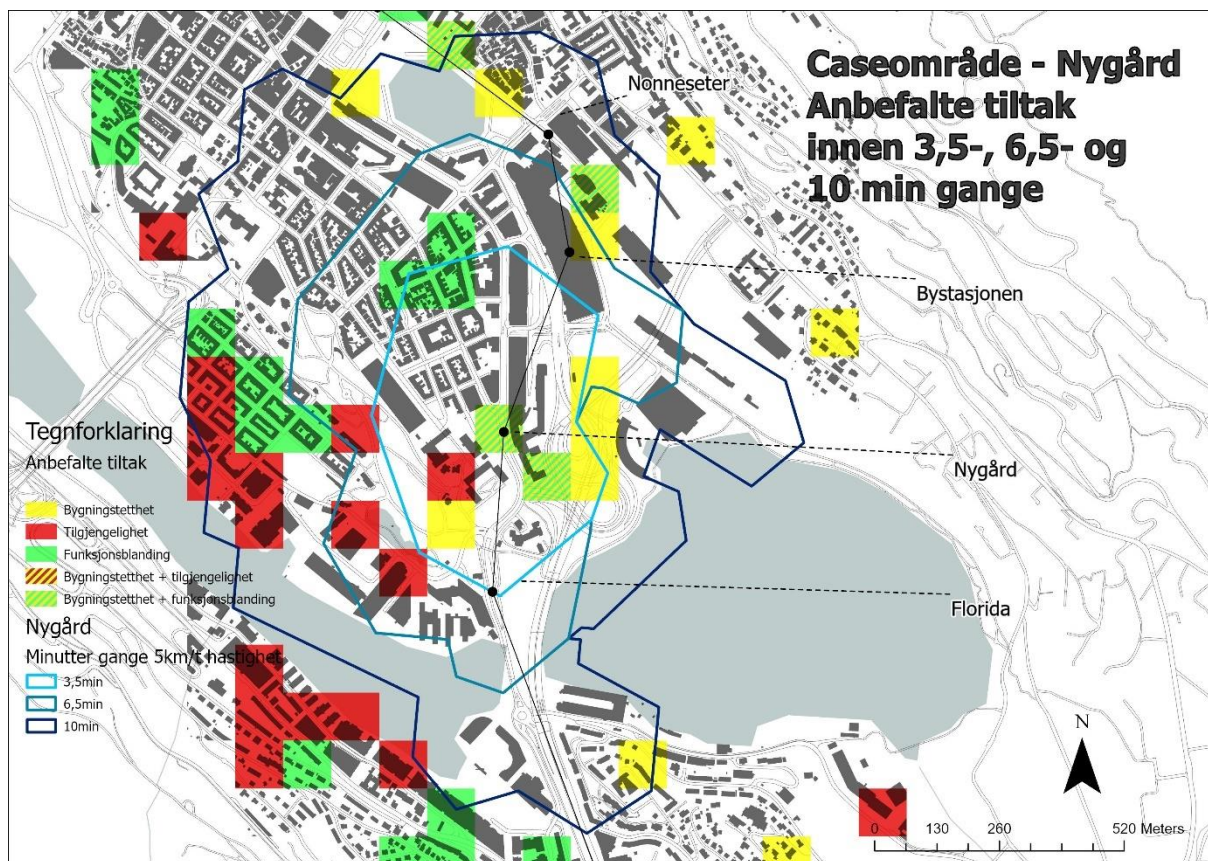 Caseområde - Nygård
Anbefalte tiltak
innen 3,5-, 6,5- og
10 min gange
Nonneseter
Bystasjonen
Nygård
Florida
Tegnforklaring
Anbefalte tiltak
Bygningstetthet
Tilgjengelighet
Funksjonsblanding
Bygningstetthet + tilgjengelighet
Bygningstetthet + funksjonsblanding
Nygård
Minutter gange 5km/t hastighet
3,5min
6,5min
10min
N
0 130 260 520 Meters